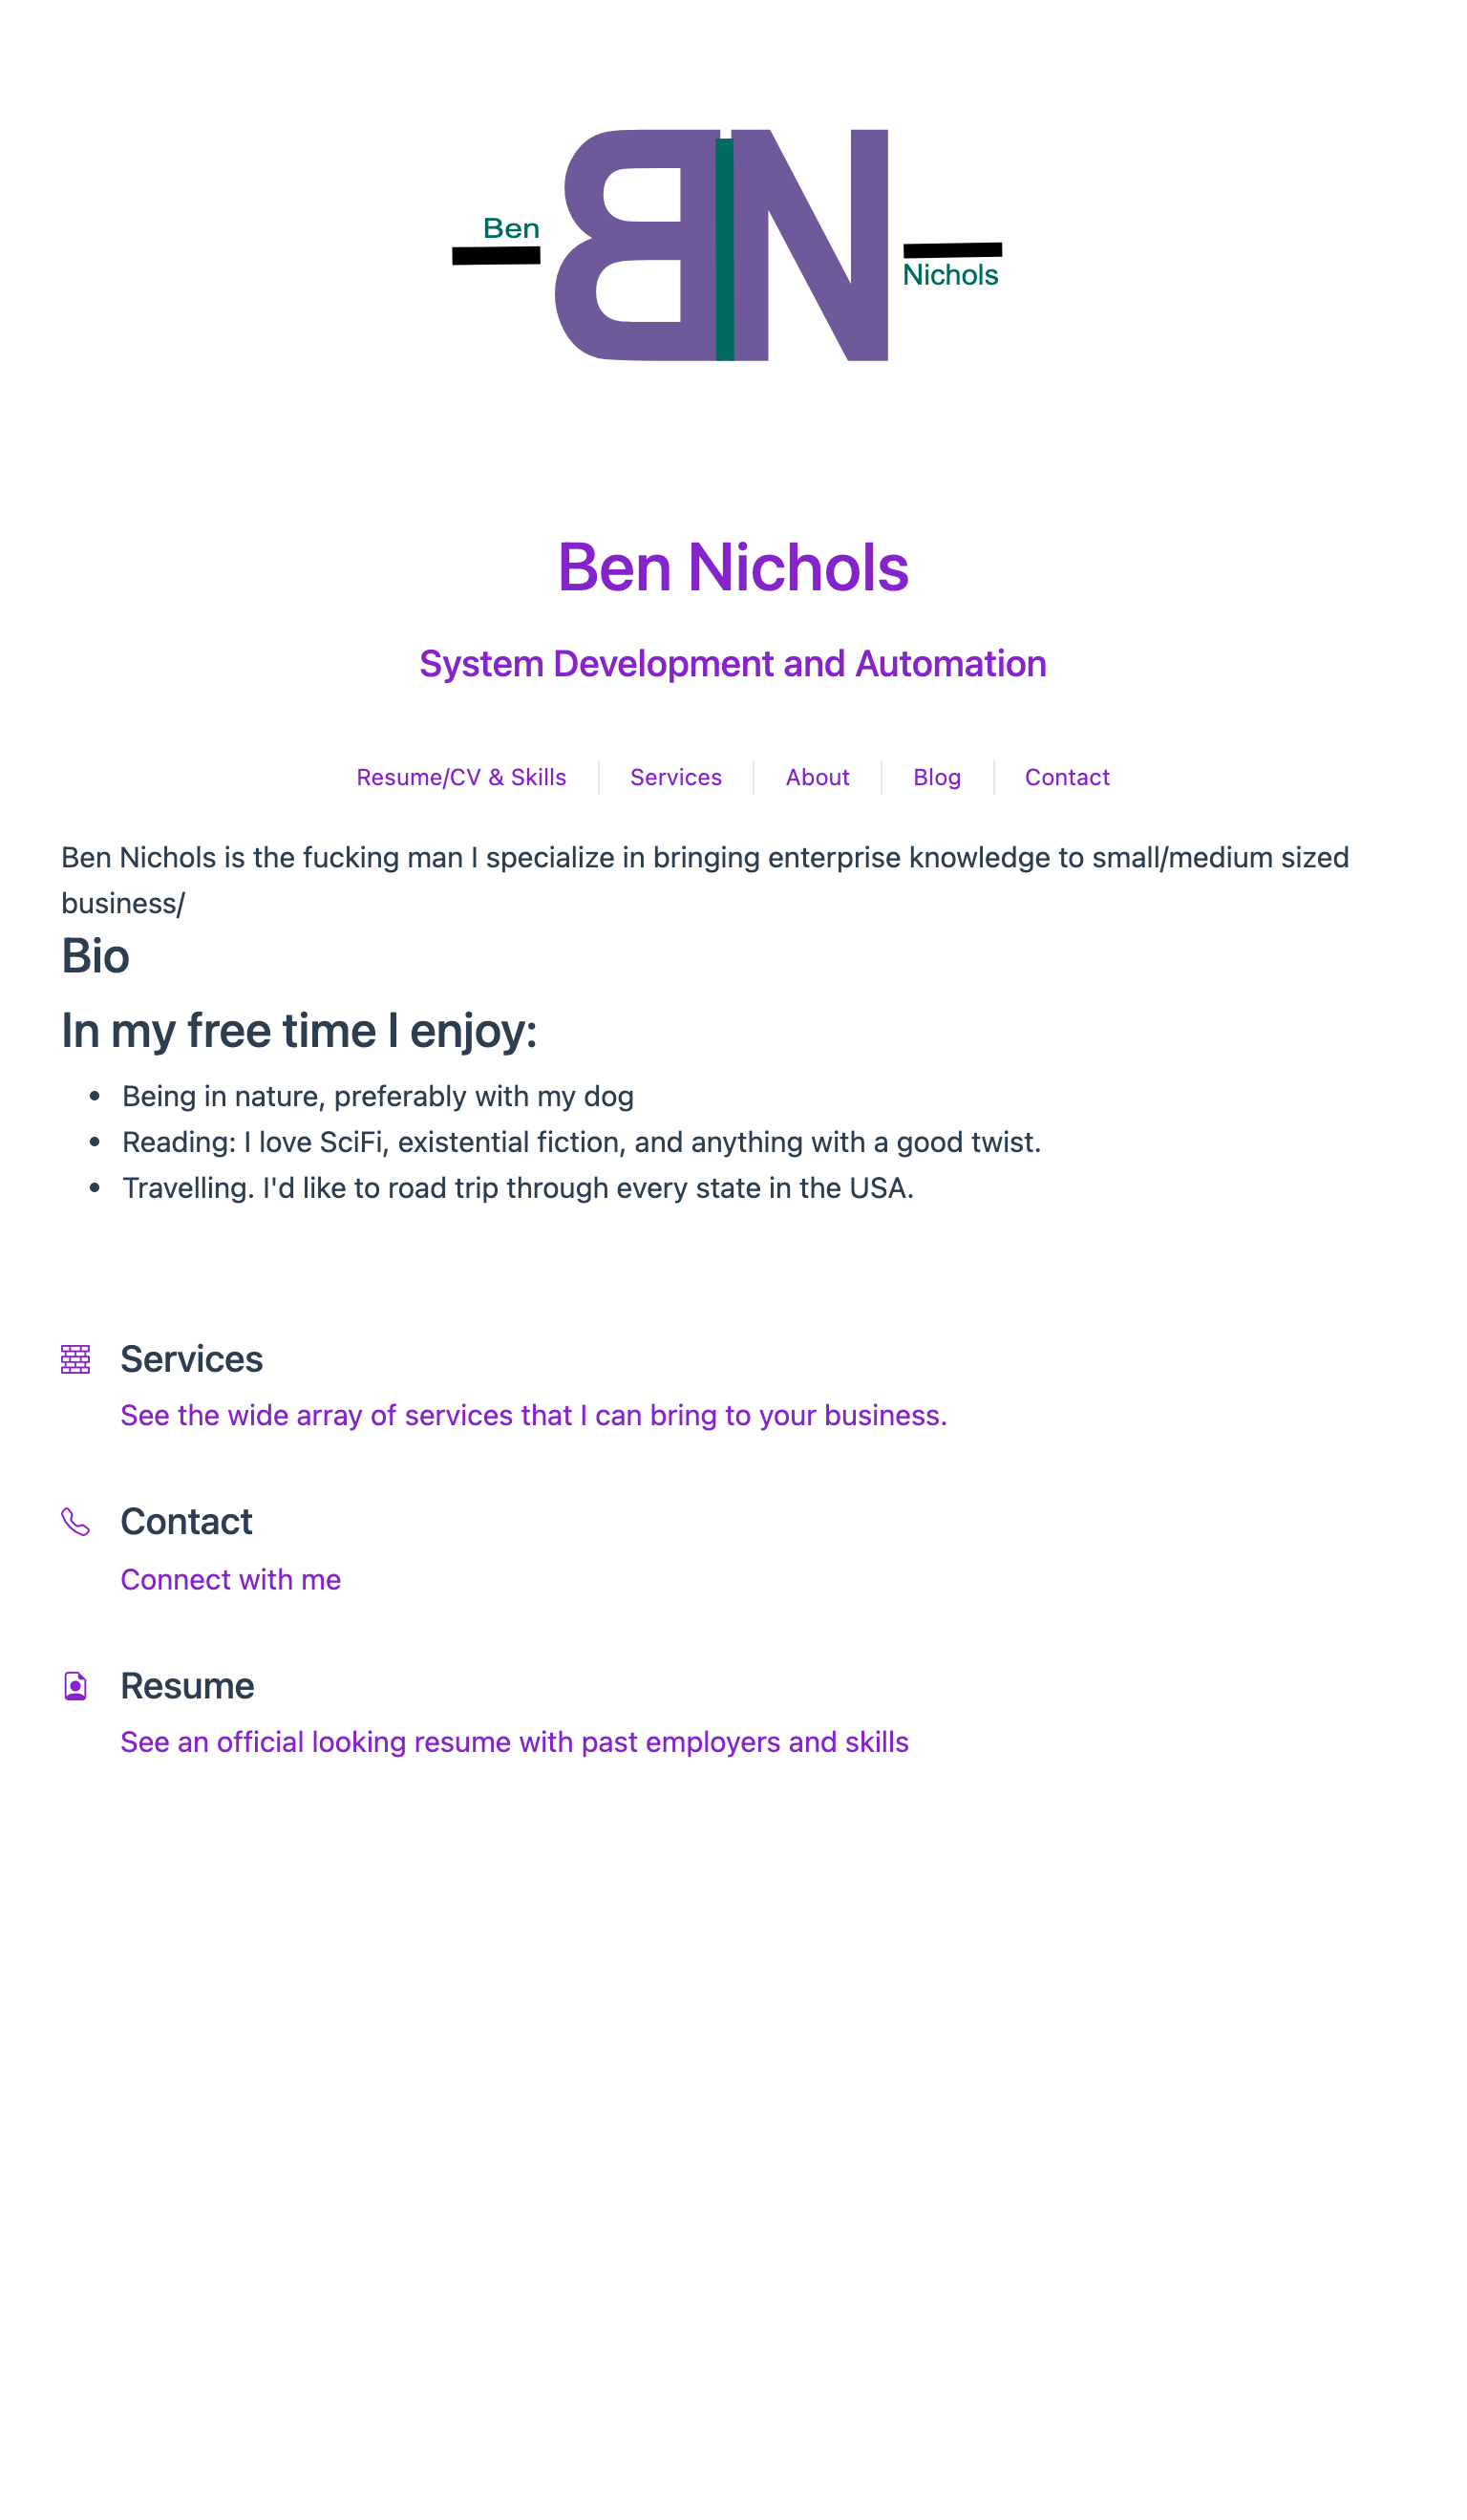 Ben
BN
Nichols
Ben Nichols
System Development and Automation
Resume/CV & Skills
Services
About
Blog
Contact
Ben Nichols is the fucking man I specialize in bringing enterprise knowledge to small/medium sized
business/
Bio
In my free time I enjoy:
• Being in nature, preferably with my dog
• Reading: I love SciFi, existential fiction, and anything with a good twist.
• Travelling. I'd like to road trip through every state in the USA.
Services
See the wide array of services that I can bring to your business.
Contact
Connect with me
Resume
See an official looking resume with past employers and skills